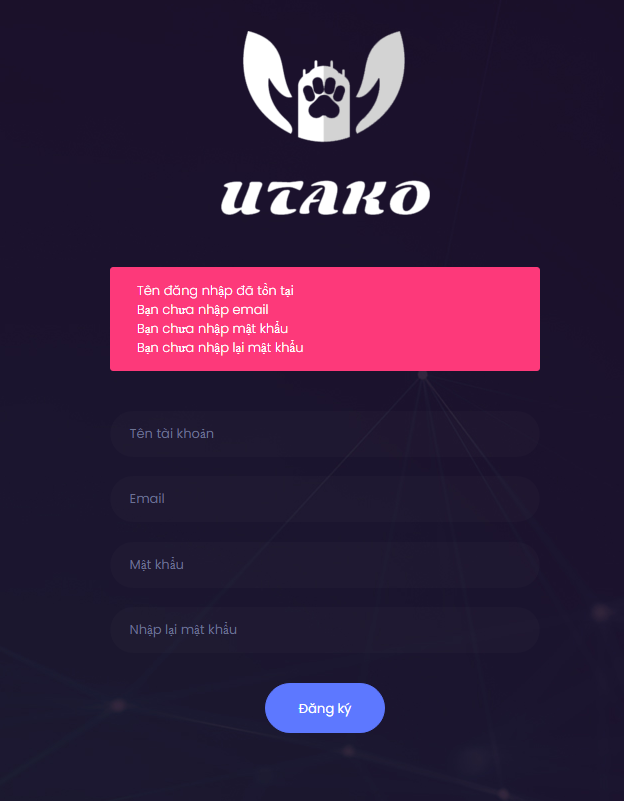 UTAKO
Tên đăng nhập đã tồn tại
Bạn chưa nhập email
Bạn chưa nhập mật khẩu
Bạn chưa nhập lại mật khẩu
Tên tài khoản
Email
Mật khẩu
Nhập lại mật khẩu
Đăng ký